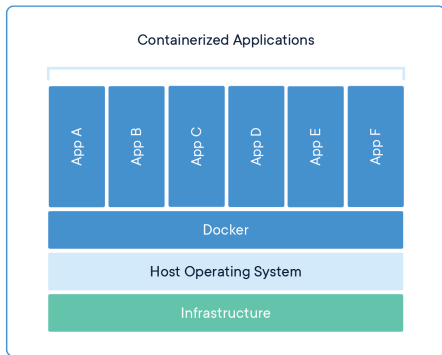 Containerized Applications
App A
App B
App C
App D
App E
App F
Docker
Host Operating System
Infrastructure